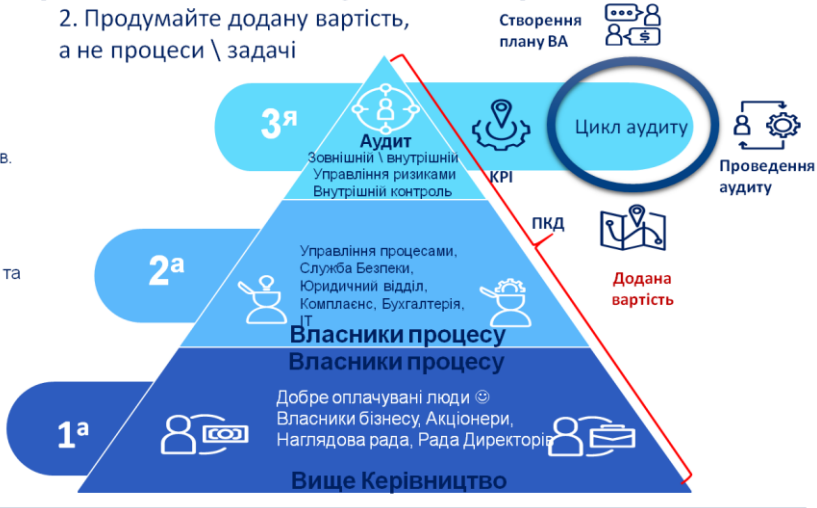 2. Продумайте додану вартість,
а не процеси \ задачі
Створення
плану ВА
3я
Аудит
Зовнішній \ внутрішній
Управління ризиками
Внутрішній контроль
KPI
Цикл аудиту
Проведення
аудиту
в.
ПКД
Додана
вартість
та
2а
Управління процесами,
Служба Безпеки,
Юридичний відділ,
Комплаєнс, Бухгалтерія,
ІТ
Власники процесу
Власники процесу
1а
Добре оплачувані люди ☺
Власники бізнесу, Акціонери,
Наглядова рада, Рада Директорів
Вище Керівництво